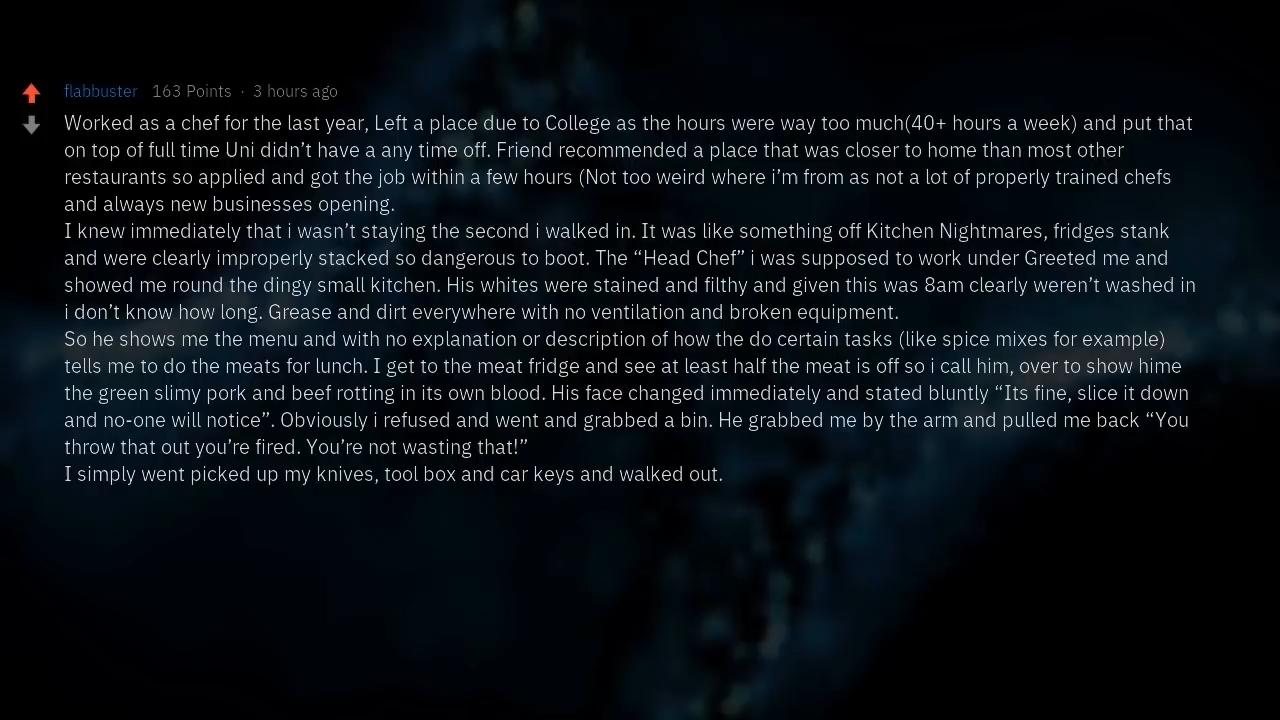 flabbuster 163 Points · 3 hours ago
Worked as a chef for the last year, Left a place due to College as the hours were way too much(40+ hours a week) and put that
on top of full time Uni didn’t have a any time off. Friend recommended a place that was closer to home than most other
restaurants so applied and got the job within a few hours (Not too weird where i’m from as not a lot of properly trained chefs
and always new businesses opening.
I knew immediately that i wasn’t staying the second i walked in. It was like something off Kitchen Nightmares, fridges stank
and were clearly improperly stacked so dangerous to boot. The “Head Chef” i was supposed to work under Greeted me and
showed me round the dingy small kitchen. His whites were stained and filthy and given this was 8am clearly weren’t washed in
i don’t know how long. Grease and dirt everywhere with no ventilation and broken equipment.
So he shows me the menu and with no explanation or description of how the do certain tasks (like spice mixes for example)
tells me to do the meats for lunch. I get to the meat fridge and see at least half the meat is off so i call him, over to show hime
the green slimy pork and beef rotting in its own blood. His face changed immediately and stated bluntly “Its fine, slice it down
and no-one will notice”. Obviously i refused and went and grabbed a bin. He grabbed me by the arm and pulled me back “You
throw that out you’re fired. You’re not wasting that!”
I simply went picked up my knives, tool box and car keys and walked out.